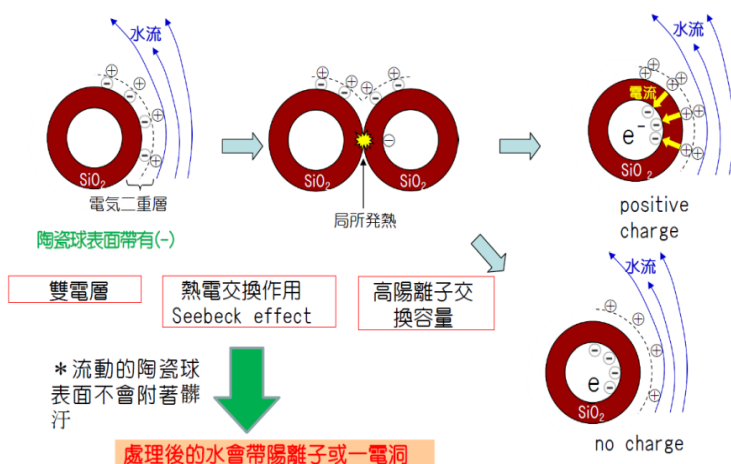 水流
SiO₂
電気二重層
陶瓷球表面帶有(-)
SiO₂
SiO₂
局所発熱
水流
電流
e⁻
SiO₂
positive
charge
雙電層
熱電交換作用
Seebeck effect
高陽離子交
換容量
水流
e
SiO₂
no charge
＊流動的陶瓷球
表面不會附著髒
汙
處理後的水會帶陽離子或一電洞